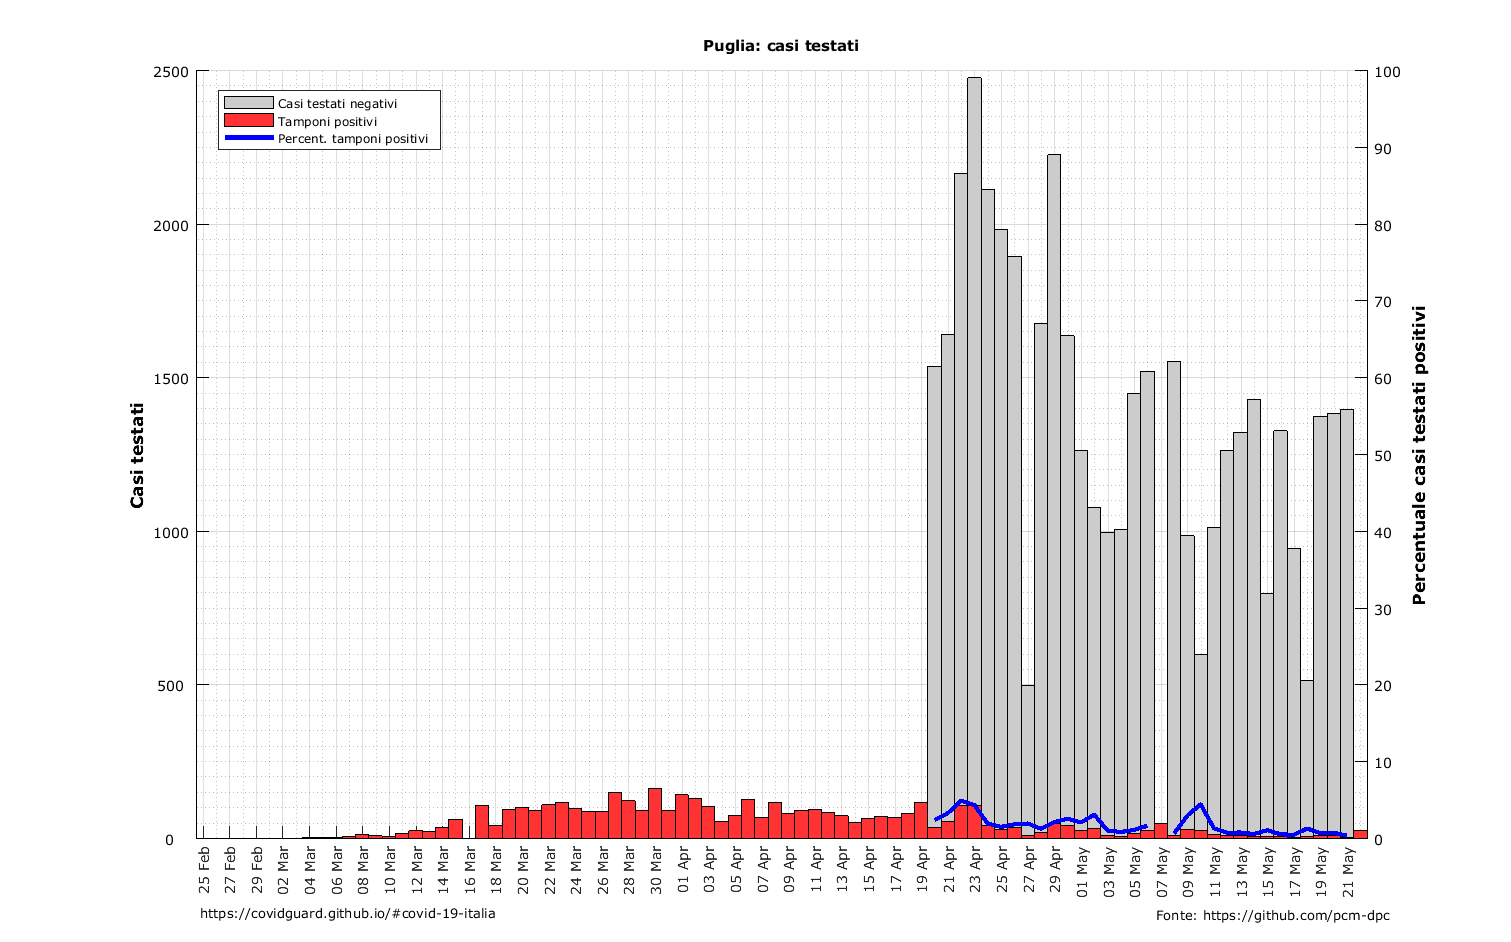 Puglia: casi testati
2500
2000
1500
1000
500
0
Casi testati
Casi testati negativi
Tamponi positivi
Percent. tamponi positivi
100
90
80
70
60
50
40
30
20
10
0
Percentuale casi testati positivi
25 Feb
27 Feb
29 Feb
02 Mar
04 Mar
06 Mar
08 Mar
10 Mar
12 Mar
14 Mar
16 Mar
18 Mar
20 Mar
22 Mar
24 Mar
26 Mar
28 Mar
30 Mar
01 Apr
03 Apr
05 Apr
07 Apr
09 Apr
11 Apr
13 Apr
15 Apr
17 Apr
19 Apr
21 Apr
23 Apr
25 Apr
27 Apr
29 Apr
01 May
03 May
05 May
07 May
09 May
11 May
13 May
15 May
17 May
19 May
21 May
https://covidguard.github.io/#covid-19-italia
Fonte: https://github.com/pcm-dpc